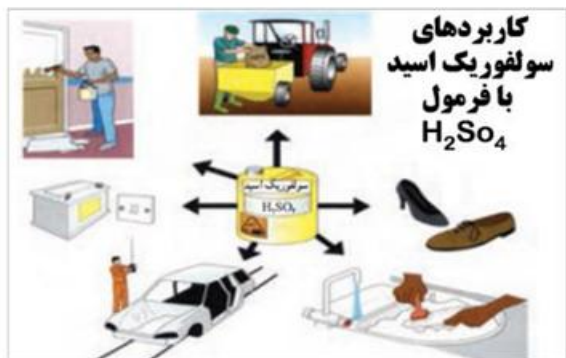 کاربردهای
سولفوریک اسید
با فرمول
H₂So₄
سولفوریک اسید
H₂SO₄